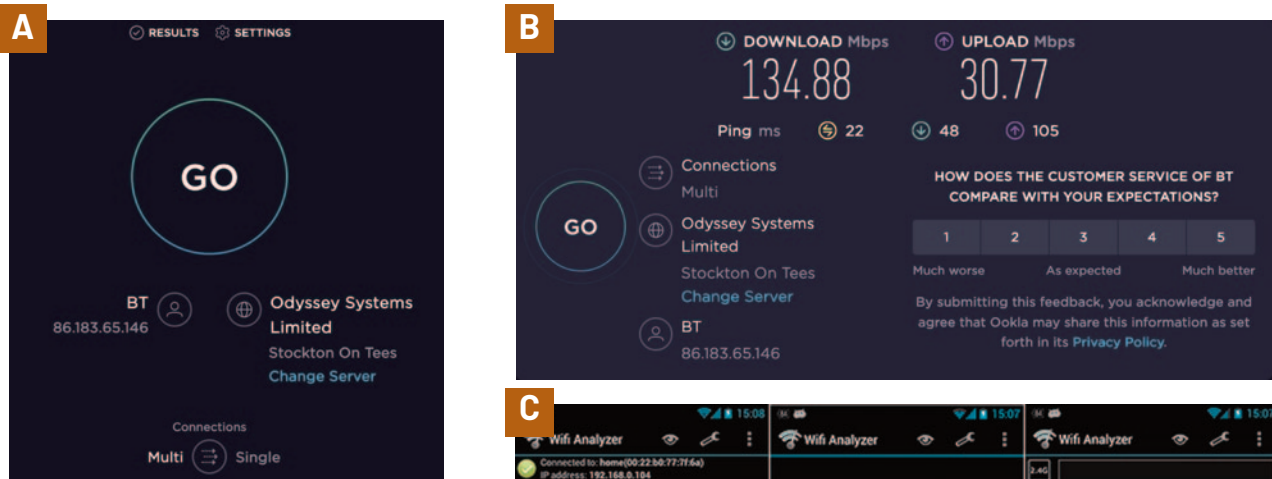 A
RESULTS SETTINGS
GO
BT
86.183.65.146
Odyssey Systems
Limited
Stockton On Tees
Change Server
Connections
Multi Single
B
DOWNLOAD Mbps
134.88
UPLOAD Mbps
30.77
Ping ms 22 48 105
GO
Connections
Multi
Odyssey Systems
Limited
Stockton On Tees
Change Server
BT
86.183.65.146
HOW DOES THE CUSTOMER SERVICE OF BT
COMPARE WITH YOUR EXPECTATIONS?
1 2 3 4 5
Much worse As expected Much better
By submitting this feedback, you acknowledge and
agree that Ookla may share this information as set
forth in its Privacy Policy.
C
15:08
Wifi Analyzer
Connected to: home(00:22:b0:77:7f:6a)
IP address: 192.168.0.104
15:07
Wifi Analyzer
15:07
Wifi Analyzer
2.4G